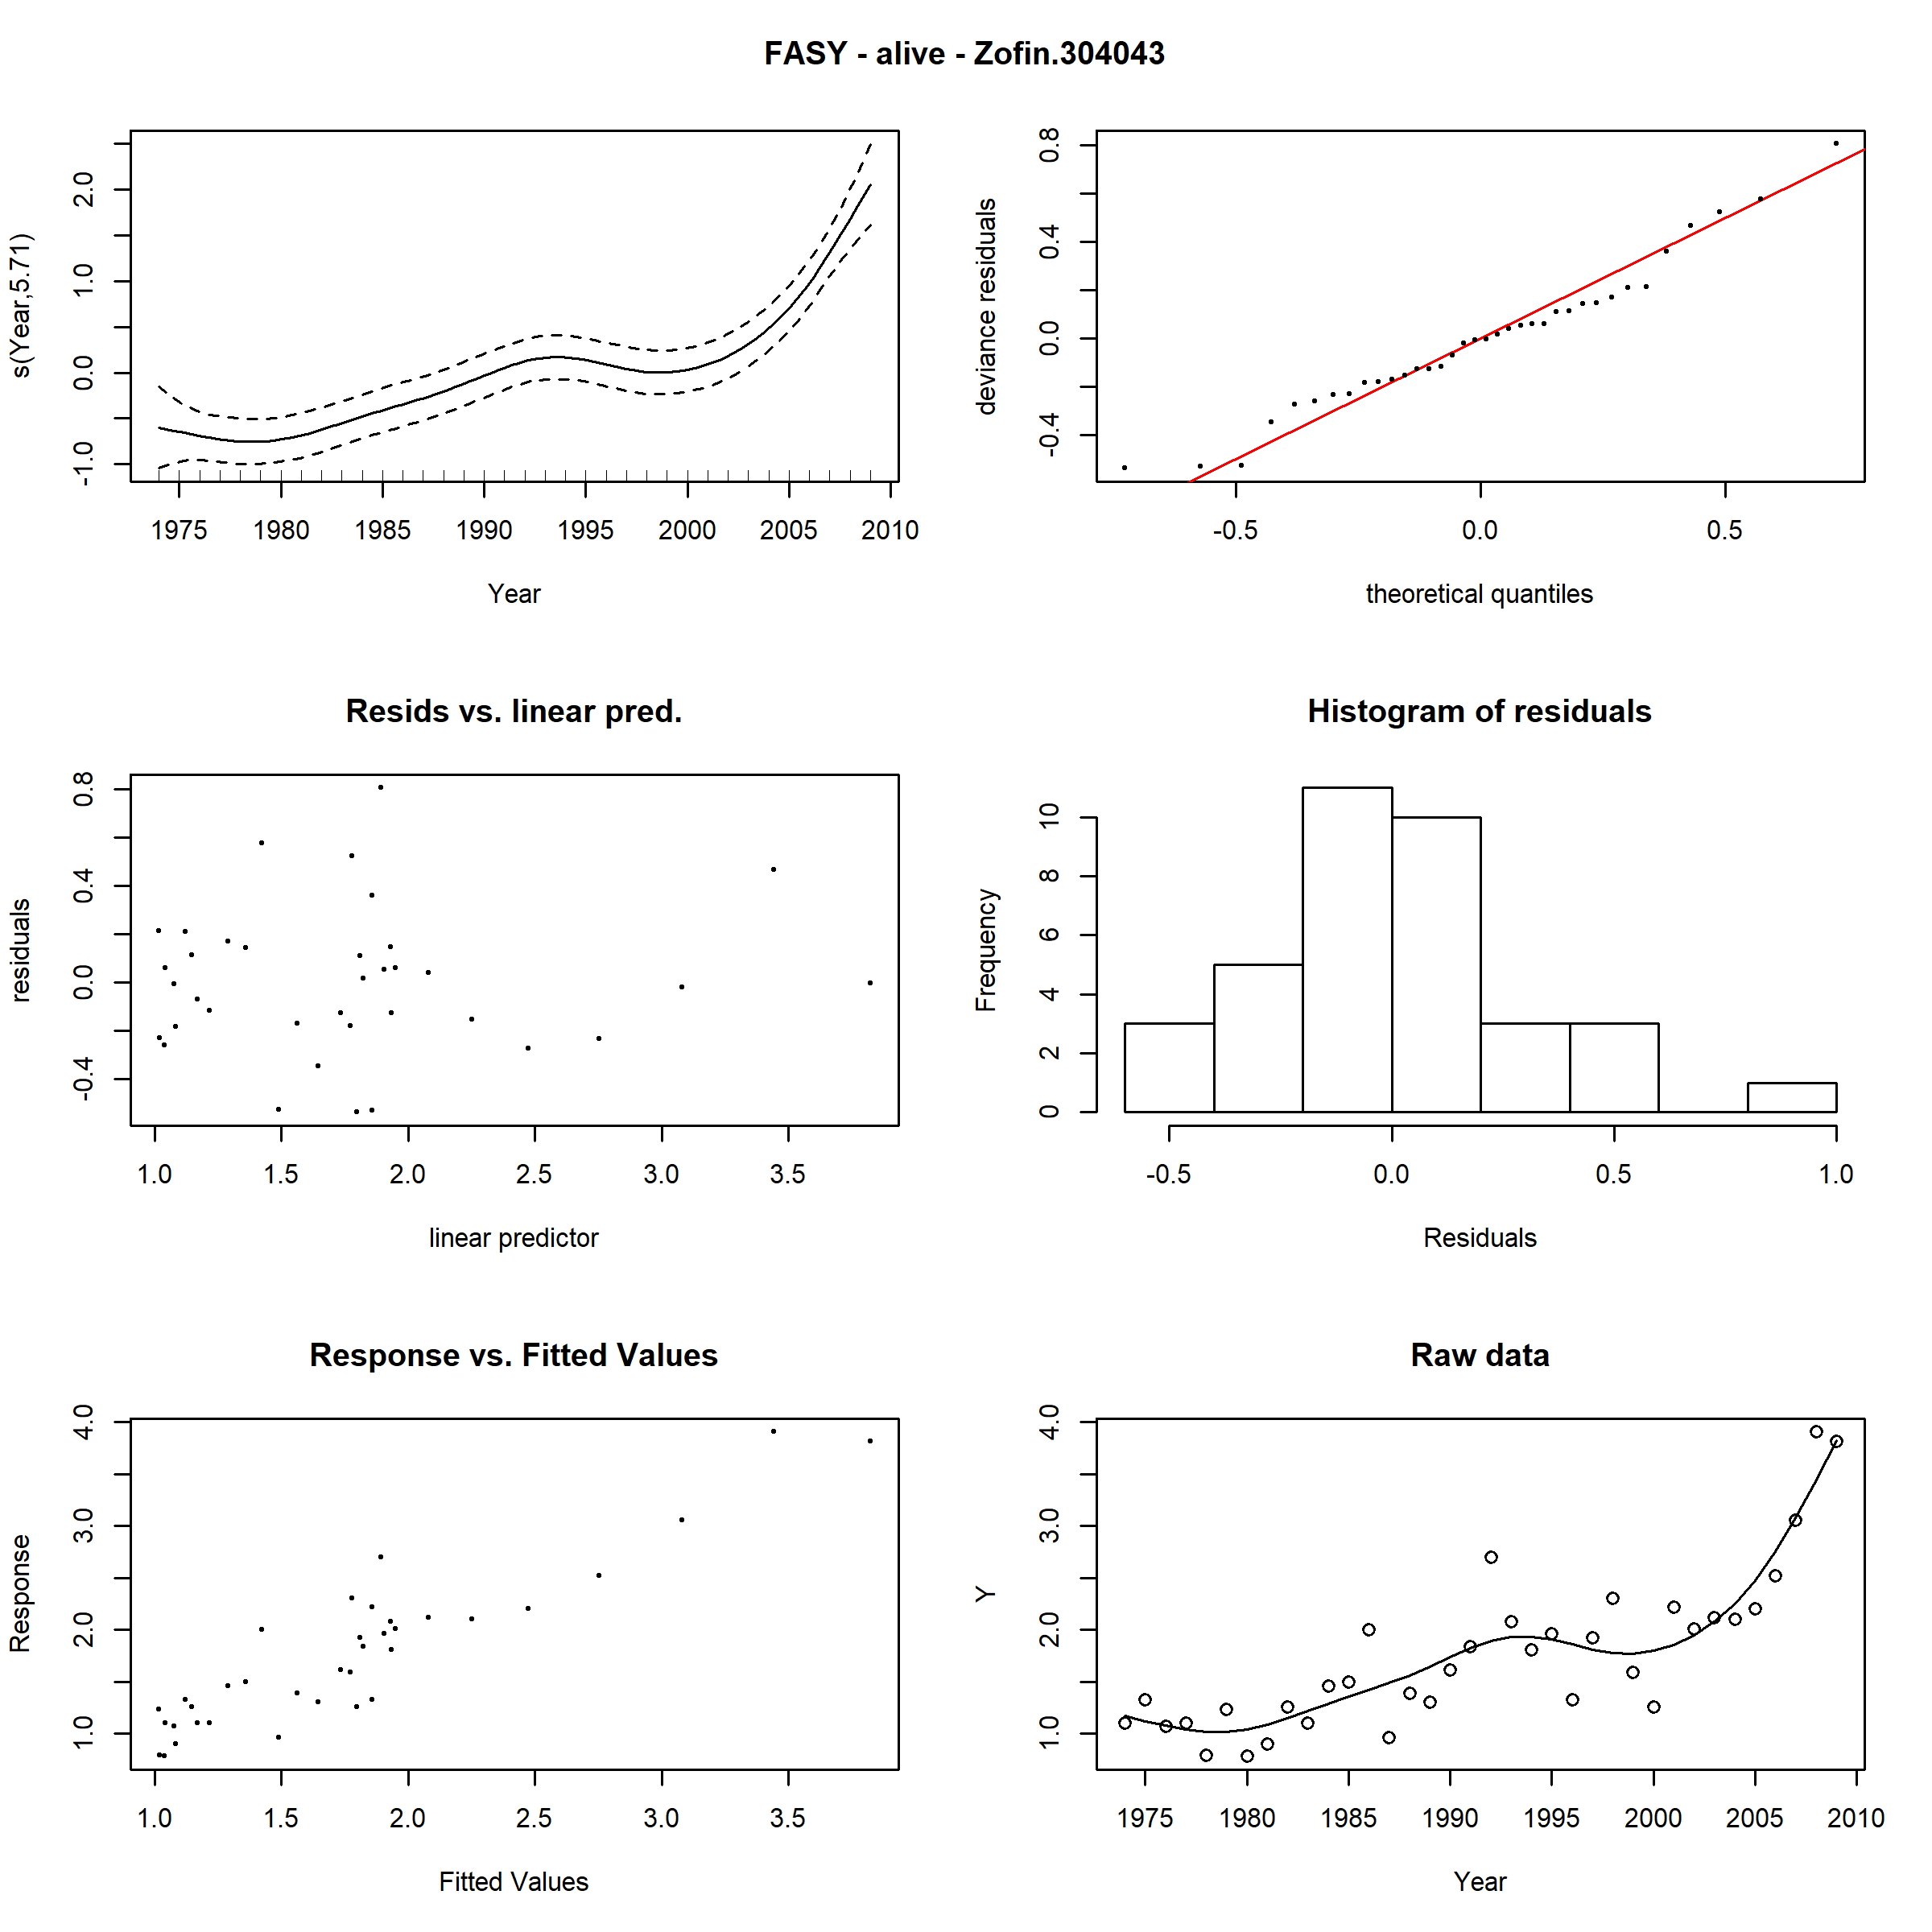 FASY - alive - Zofin.304043
s(Year,5.71)
-1.0 0.0 1.0 2.0
1975 1980 1985 1990 1995 2000 2005 2010
Year
deviance residuals
-0.4 0.0 0.4 0.8
-0.5 0.0 0.5
theoretical quantiles
Resids vs. linear pred.
residuals
-0.4 0.0 0.4 0.8
1.0 1.5 2.0 2.5 3.0 3.5
linear predictor
Histogram of residuals
Frequency
0 2 4 6 8 10
-0.5 0.0 0.5 1.0
Residuals
Response vs. Fitted Values
Response
1.0 2.0 3.0 4.0
1.0 1.5 2.0 2.5 3.0 3.5
Fitted Values
Raw data
Y
1.0 2.0 3.0 4.0
1975 1980 1985 1990 1995 2000 2005 2010
Year